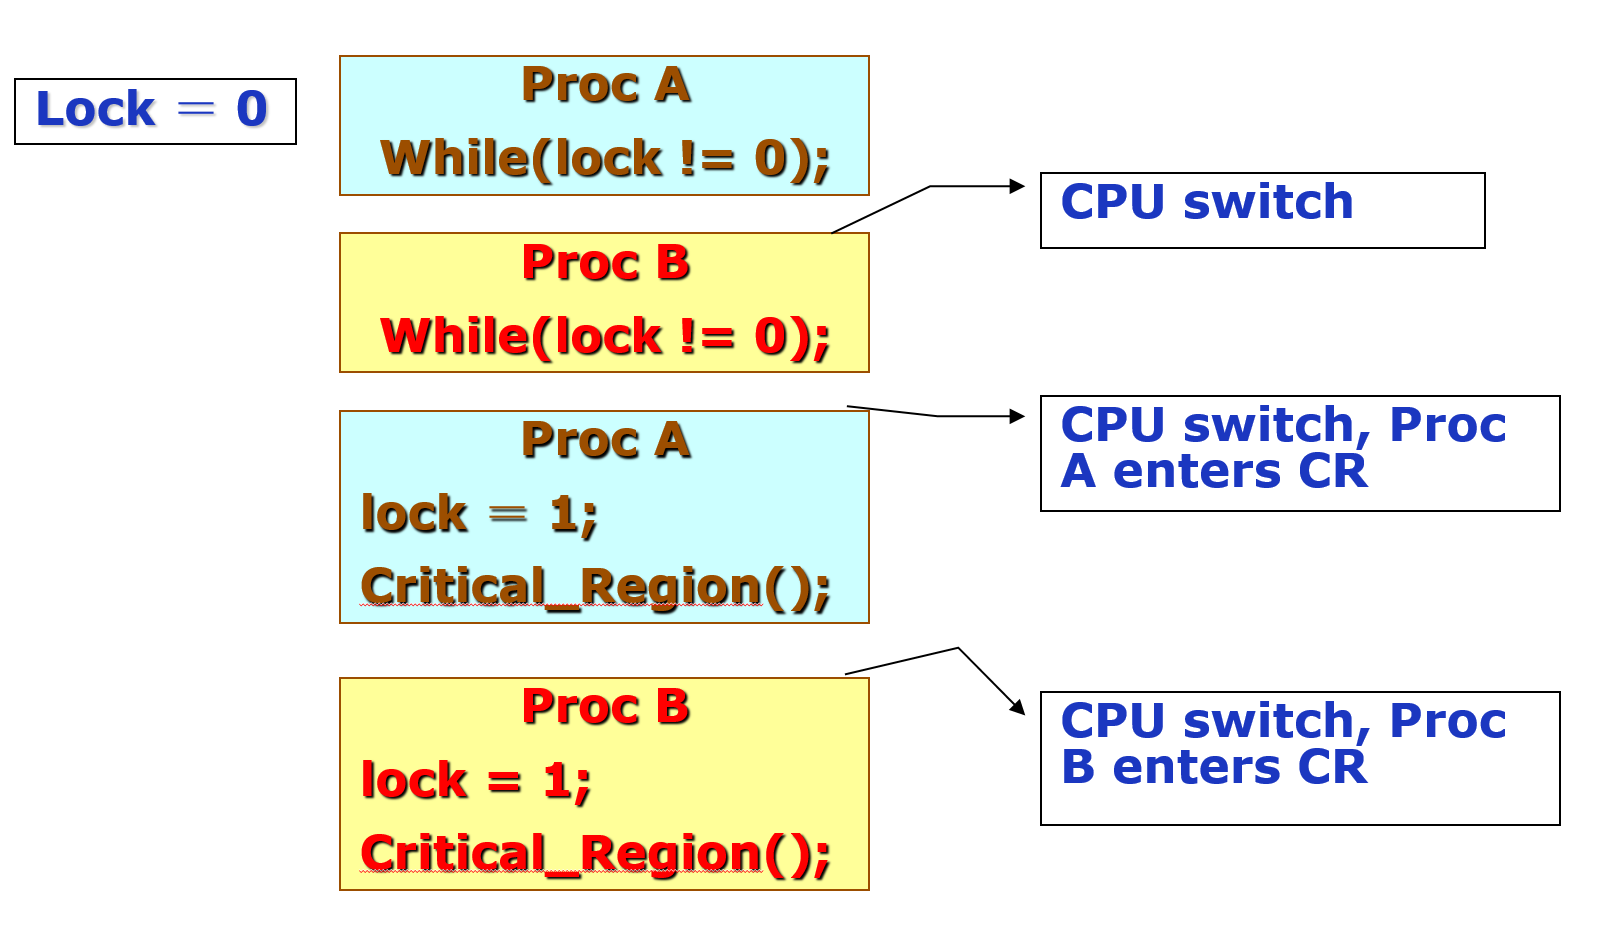 Lock = 0
Proc A
While(lock != 0);
CPU switch
Proc B
While(lock != 0);
CPU switch, Proc
A enters CR
Proc A
lock = 1;
Critical_Region();
CPU switch, Proc
B enters CR
Proc B
lock = 1;
Critical_Region();